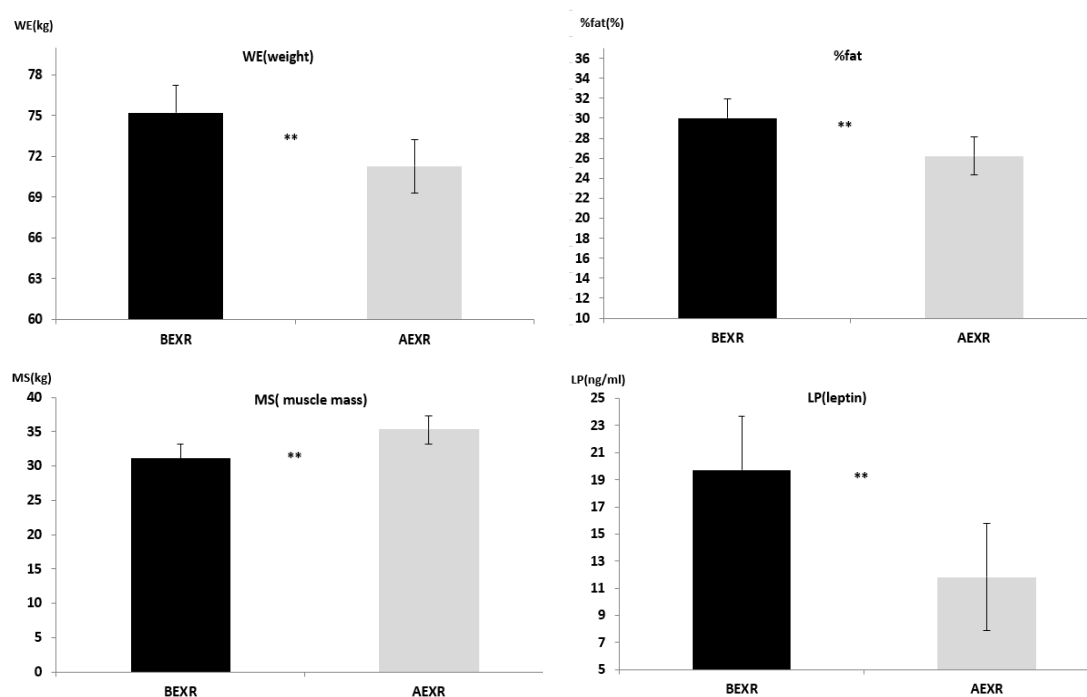 WE(kg)
WE(weight)
78
75
72
69
66
63
60
**
BEXR
AEXR
%fat(%)
%fat
36
34
32
30
28
26
24
22
20
18
16
14
12
10
**
BEXR
AEXR
MS(kg)
MS( muscle mass)
40
35
30
25
20
15
10
5
0
**
BEXR
AEXR
LP(ng/ml)
LP(leptin)
25
23
21
19
17
15
13
11
9
7
5
**
BEXR
AEXR